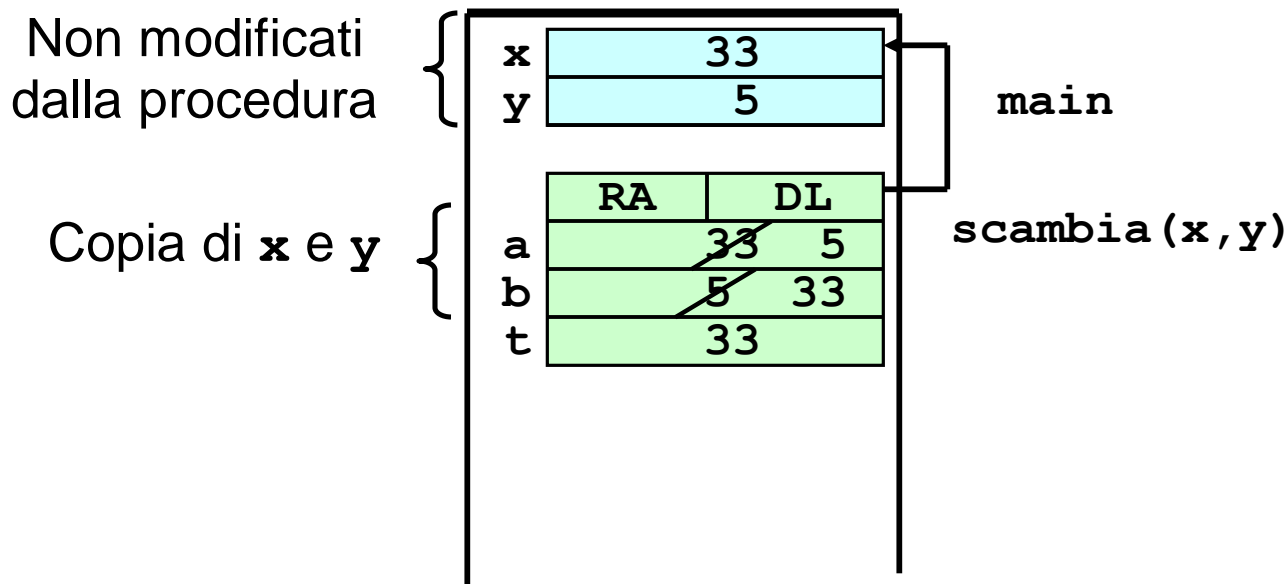 Non modificati
dalla procedura
x 33
y 5
main
RA DL
scambia(x,y)
Copia di x e y
a 33 5
b 5 33
t 33